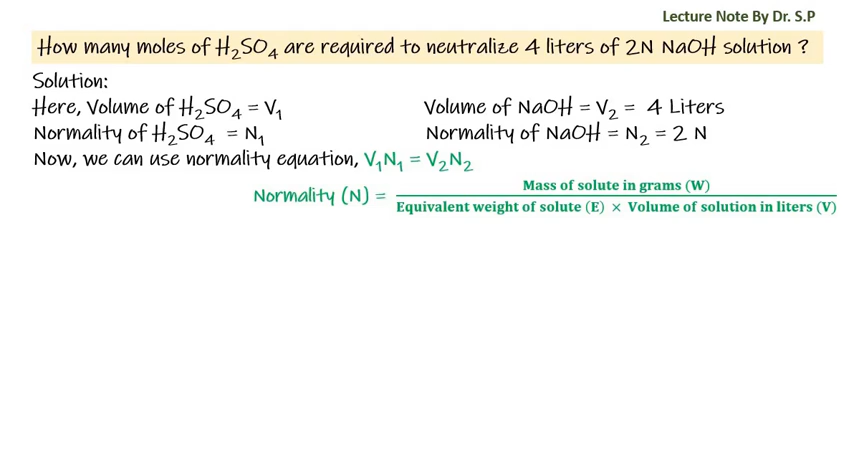 Lecture Note By Dr. S.P
How many moles of H₂SO₄ are required to neutralize 4 liters of 2N NaOH solution ?
Solution:
Here, Volume of H₂SO₄ = V₁ Volume of NaOH = V₂ = 4 Liters
Normality of H₂SO₄ = N₁ Normality of NaOH = N₂ = 2 N
Now, we can use normality equation, V₁N₁ = V₂N₂
Mass of solute in grams (W)
Normality (N) =
Equivalent weight of solute (E) × Volume of solution in liters (V)